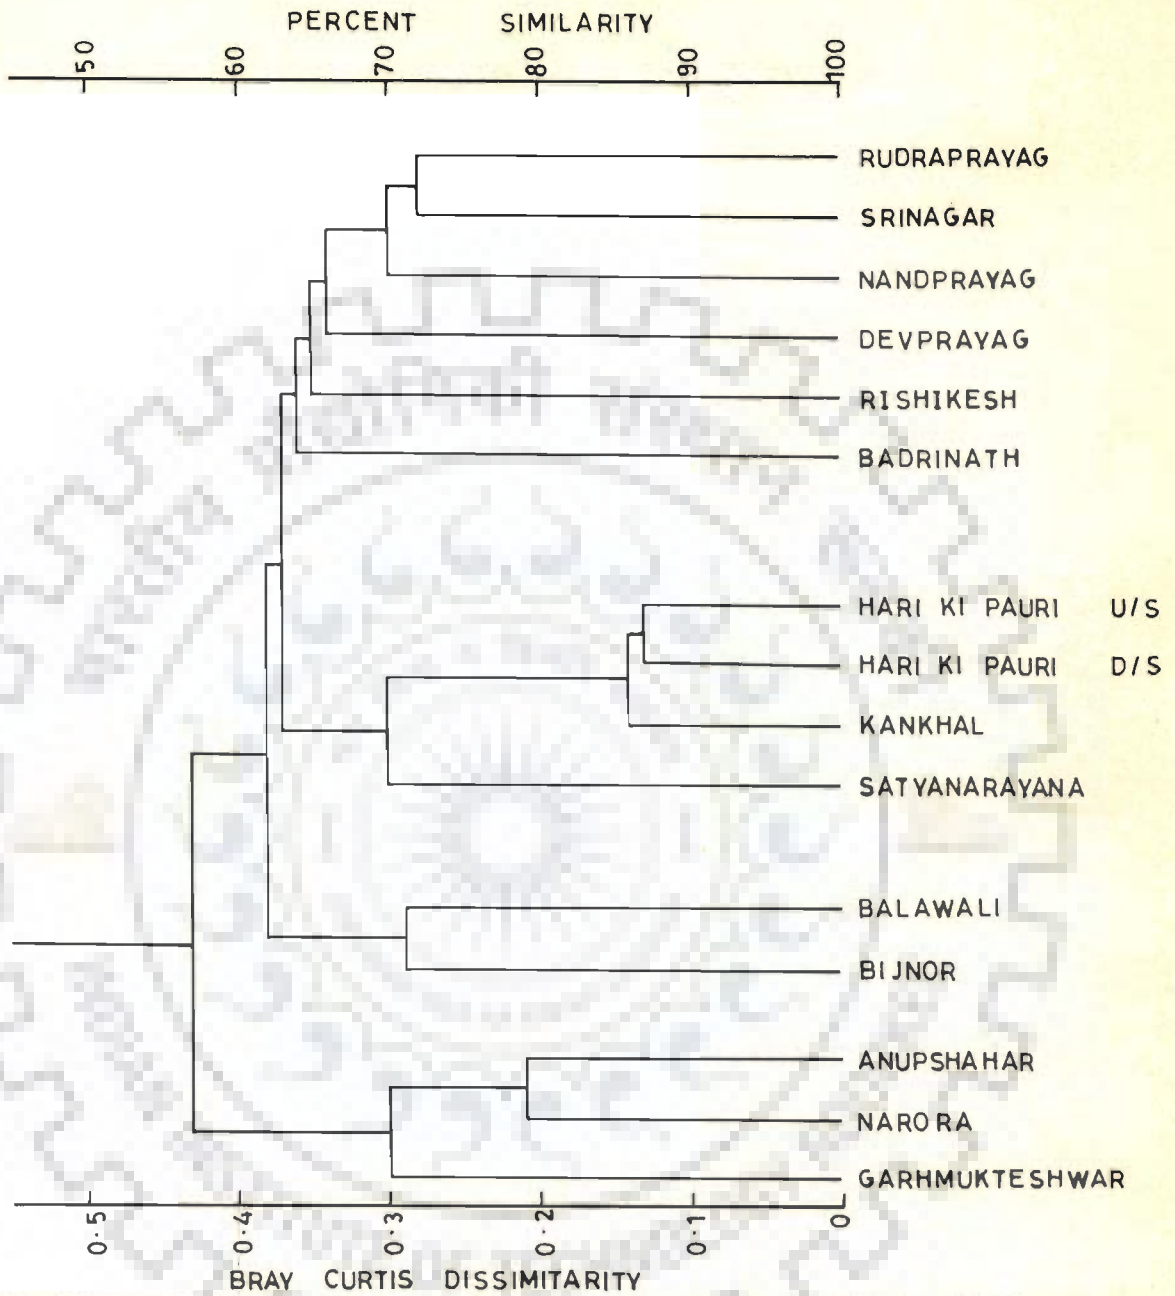 PERCENT SIMILARITY
50 60 70 80 90 100
RUDRAPRAYAG
SRINAGAR
NANDPRAYAG
DEVPRAYAG
RISHIKESH
BADRINATH
HARI KI PAURI U/S
HARI KI PAURI D/S
KANKHAL
SATYANARAYANA
BALAWALI
BIJNOR
ANUPSHAHAR
NARORA
GARHMUKTESHWAR
0.5 0.4 0.3 0.2 0.1 0
BRAY CURTIS DISSIMITARITY